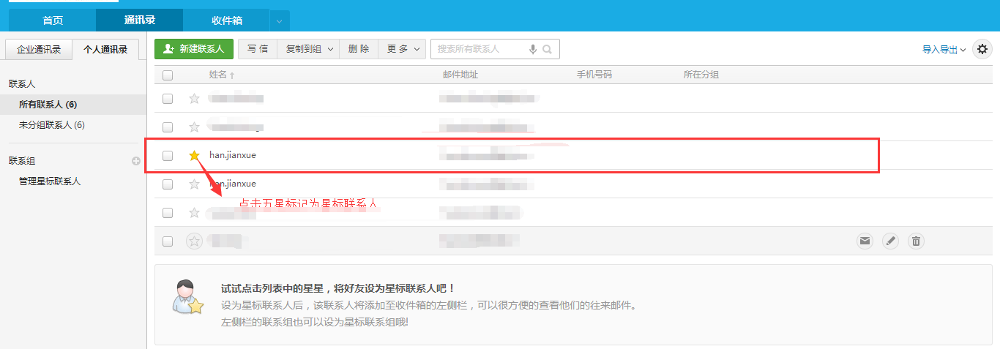 首页 通讯录 收件箱
企业通讯录 个人通讯录
新建联系人 写 信 复制到组 删 除 更 多 搜索所有联系人 导入导出
姓名↑ 邮件地址 手机号码 所在分组
联系人
所有联系人 (6)
未分组联系人 (6)
联系组
管理星标联系人
han.jianxue
han.jianxue
点击五星标记为星标联系人
试试点击列表中的星星，将好友设为星标联系人吧！
设为星标联系人后，该联系人将添加至收件箱的左侧栏，可以很方便的查看他们的往来邮件。
左侧栏的联系组也可以设为星标联系组哦!